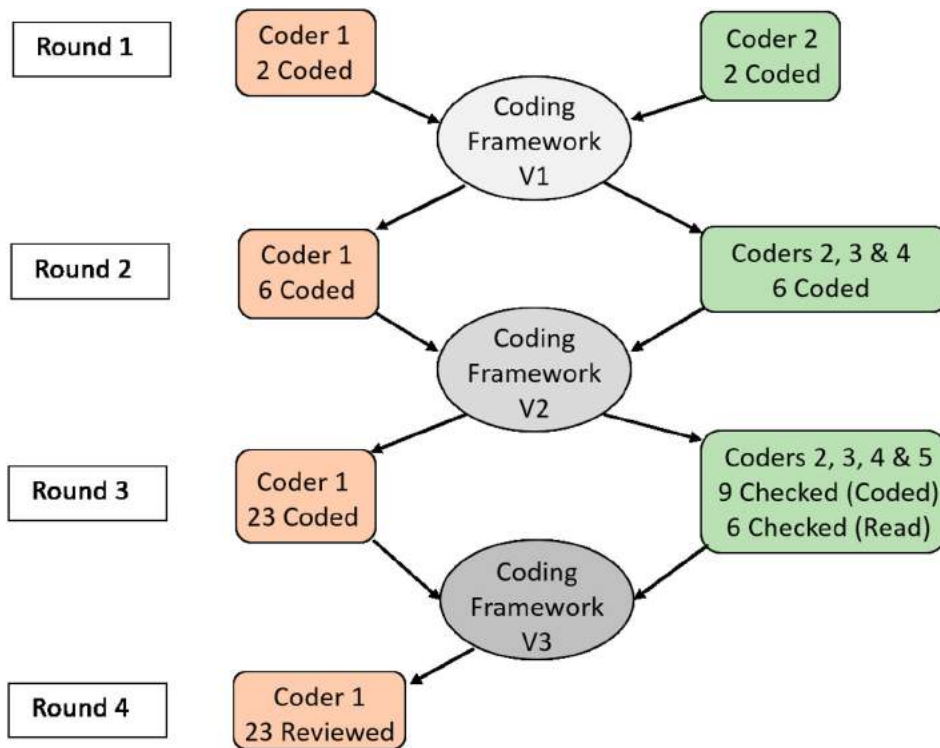 Round 1
Coder 1
2 Coded
Coder 2
2 Coded
Coding
Framework
V1
Round 2
Coder 1
6 Coded
Coders 2, 3 & 4
6 Coded
Coding
Framework
V2
Round 3
Coder 1
23 Coded
Coders 2, 3, 4 & 5
9 Checked (Coded)
6 Checked (Read)
Coding
Framework
V3
Round 4
Coder 1
23 Reviewed